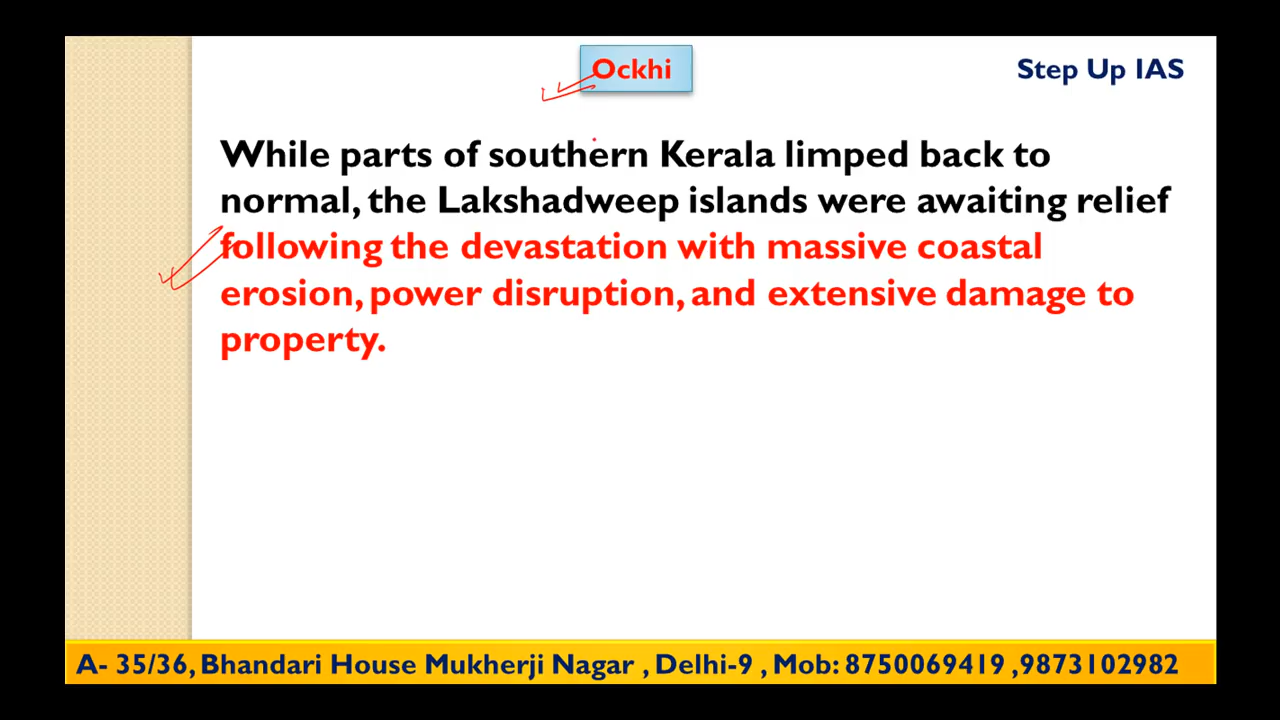 Ockhi
Step Up IAS
While parts of southern Kerala limped back to
normal, the Lakshadweep islands were awaiting relief
following the devastation with massive coastal
erosion, power disruption, and extensive damage to
property.
A- 35/36, Bhandari House Mukherji Nagar , Delhi-9 , Mob: 8750069419 ,9873102982